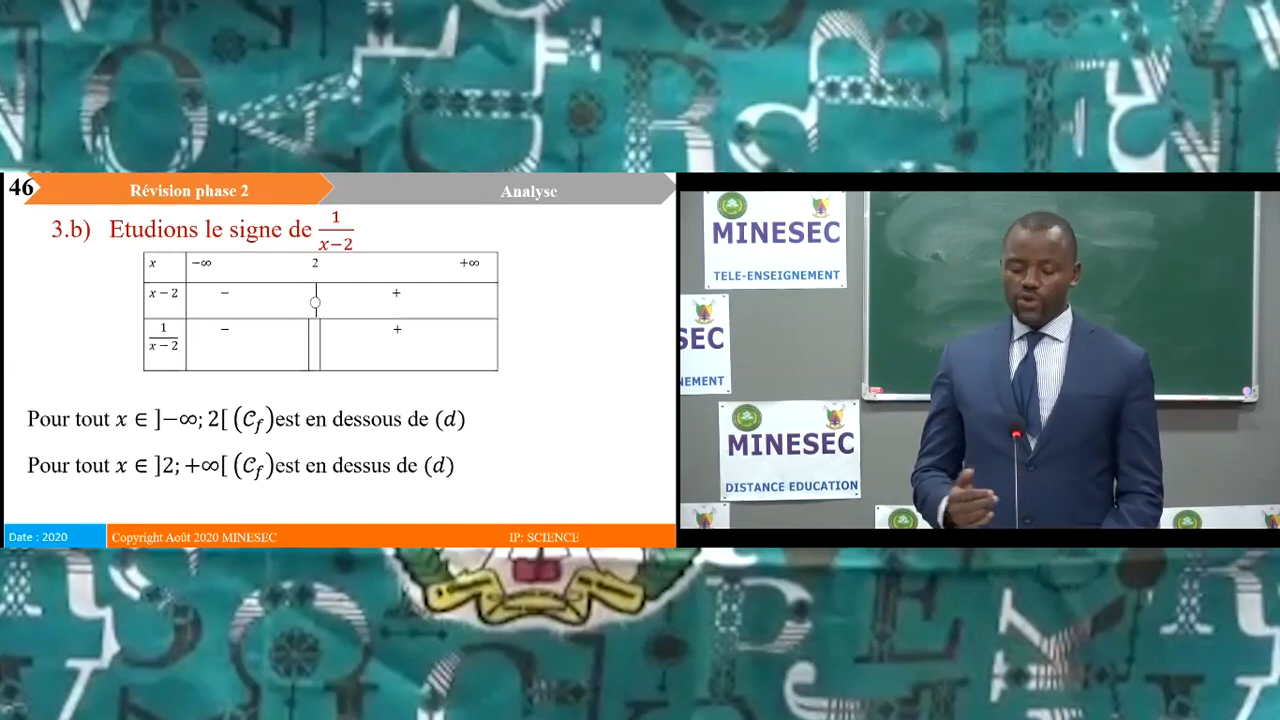 46 Révision phase 2 Analyse
3.b) Etudions le signe de 1/(x−2)
x −∞ 2 +∞
x − 2 − +
1/(x − 2) − +
Pour tout x ∈ ]−∞; 2[ (𝒞f)est en dessous de (d)
Pour tout x ∈ ]2; +∞[ (𝒞f)est en dessus de (d)
Date : 2020 Copyright Août 2020 MINESEC IP: SCIENCE
MINESEC
TELE-ENSEIGNEMENT
SEC
NEMENT
MINESEC
DISTANCE EDUCATION